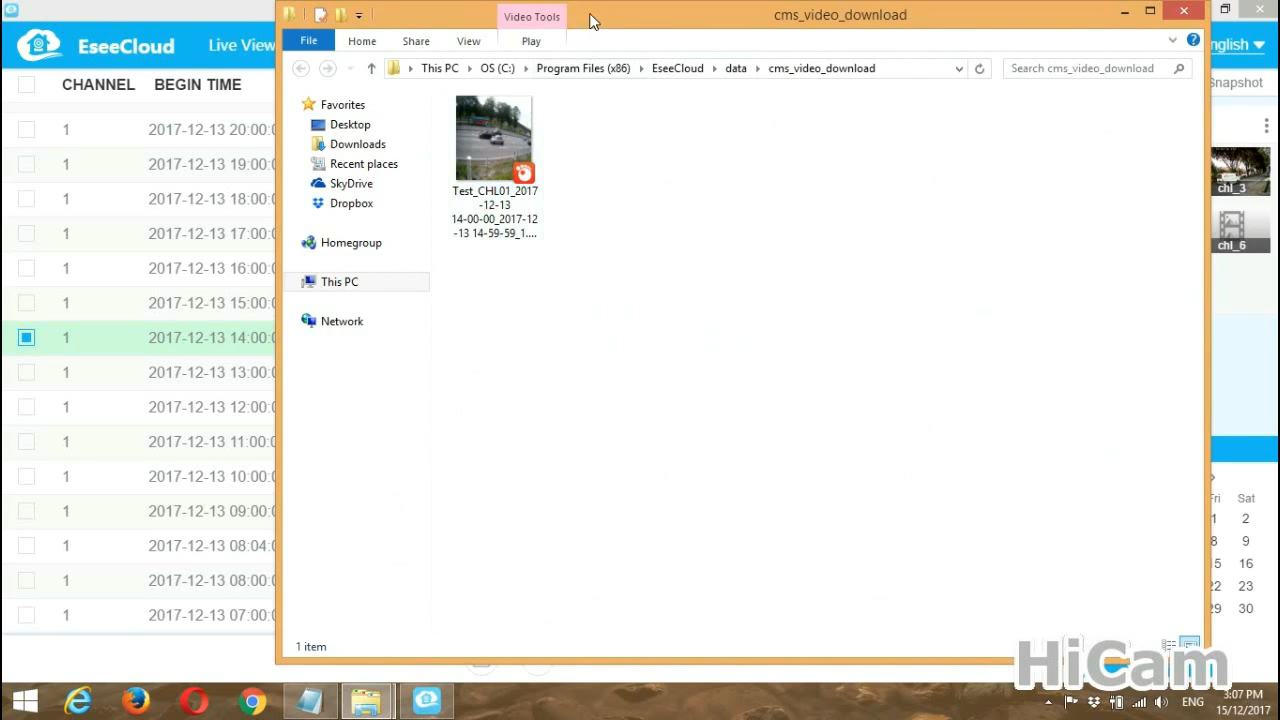 EseeCloud
Live View
CHANNEL BEGIN TIME
1 2017-12-13 20:00:0
1 2017-12-13 19:00:0
1 2017-12-13 18:00:0
1 2017-12-13 17:00:0
1 2017-12-13 16:00:0
1 2017-12-13 15:00:0
1 2017-12-13 14:00:0
1 2017-12-13 13:00:0
1 2017-12-13 12:00:0
1 2017-12-13 11:00:0
1 2017-12-13 10:00:0
1 2017-12-13 09:00:0
1 2017-12-13 08:04:0
1 2017-12-13 08:00:0
1 2017-12-13 07:00:0
Video Tools
cms_video_download
File Home Share View Play
This PC OS (C:) Program Files (x86) EseeCloud data cms_video_download
Search cms_video_download
Favorites
Desktop
Downloads
Recent places
SkyDrive
Dropbox
Homegroup
This PC
Network
Test_CHL01_2017
-12-13
14-00-00_2017-12
-13 14-59-59_1....
1 item
nglish
Snapshot
chl_3
chl_6
Fri Sat
1 2
8 9
15 16
22 23
29 30
HiCam
ENG
3:07 PM
15/12/2017